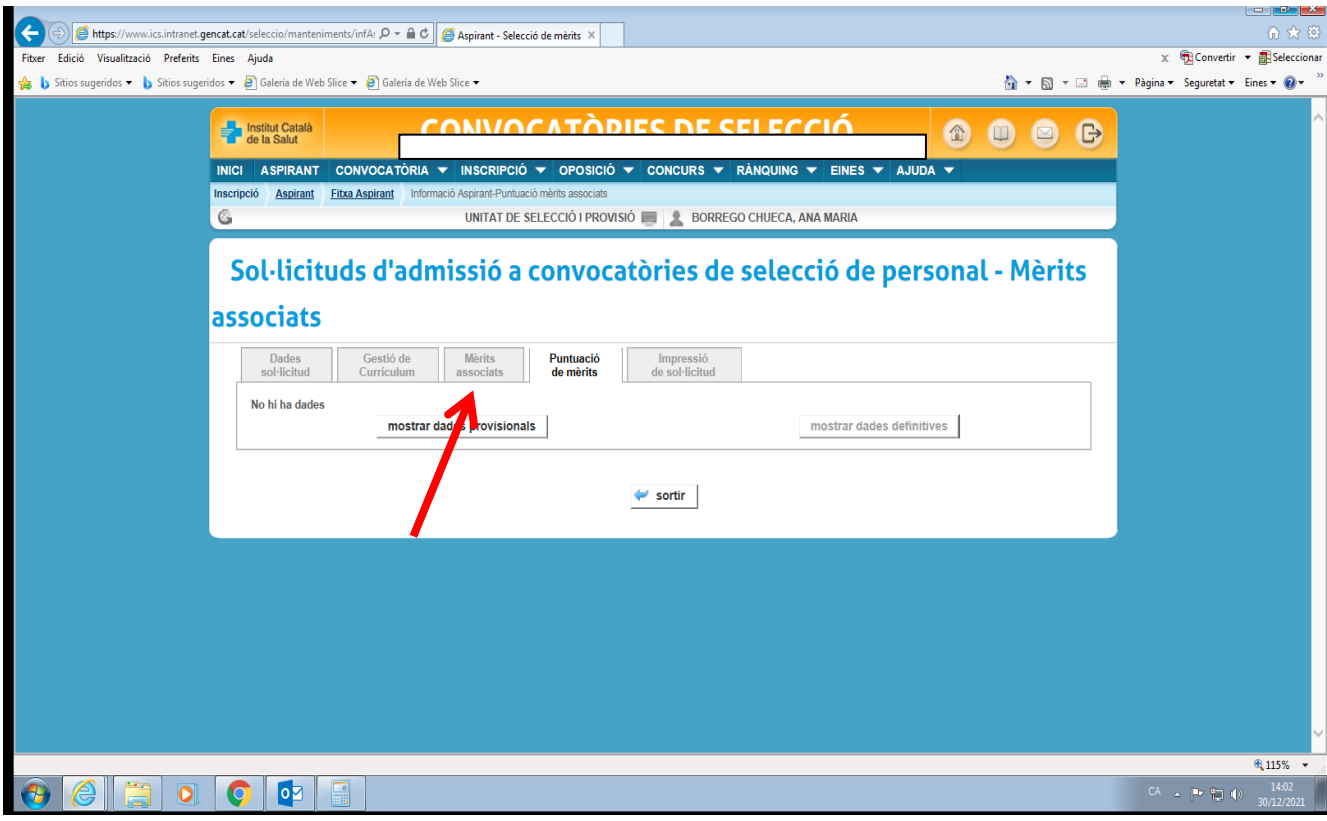 https://www.ics.intranet.gencat.cat/seleccio/manteniments/infA
Aspirant - Selecció de mèrits
Fitxer Edició Visualització Preferits Eines Ajuda
x Convertir Seleccionar
Sitios sugeridos Sitios sugeridos Galería de Web Slice Galería de Web Slice
Pàgina Seguretat Eines
Institut Català
de la Salut
CONVOCATÒRIES DE SELECCIÓ
INICI ASPIRANT CONVOCATÒRIA INSCRIPCIÓ OPOSICIÓ CONCURS RÀNQUING EINES AJUDA
Inscripció Aspirant Fitxa Aspirant Informació Aspirant-Puntuació mèrits associats
UNITAT DE SELECCIÓ I PROVISIÓ BORREGO CHUECA, ANA MARIA
Sol·licituds d'admissió a convocatòries de selecció de personal - Mèrits
associats
Dades
sol·licitud
Gestió de
Currículum
Mèrits
associats
Puntuació
de mèrits
Impressió
de sol·licitud
No hi ha dades
mostrar dades provisionals
mostrar dades definitives
sortir
115%
CA
14:02
30/12/2021